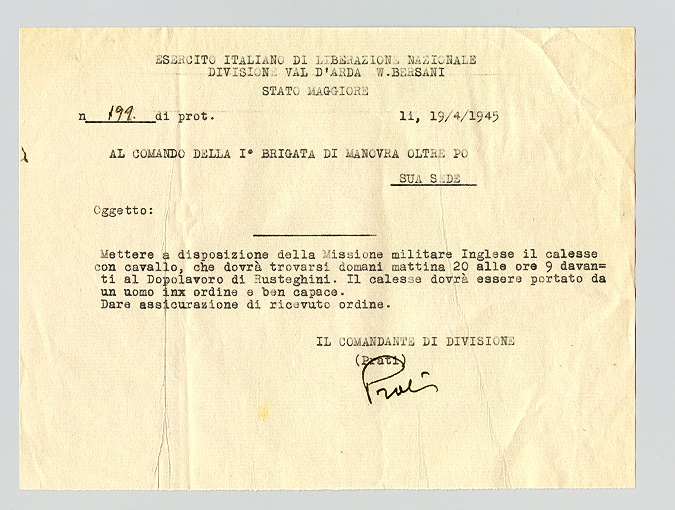 ESERCITO ITALIANO DI LIBERAZIONE NAZIONALE
DIVISIONE VAL D'ARDA W.BERSANI
STATO MAGGIORE
n 199. di prot. li, 19/4/1945
AL COMANDO DELLA I° BRIGATA DI MANOVRA OLTRE PO
SUA SEDE
Oggetto:
Mettere a disposizione della Missione militare Inglese il calesse
con cavallo, che dovrà trovarsi domani mattina 20 alle ore 9 davan=
ti al Dopolavoro di Rusteghini. Il calesse dovrà essere portato da
un uomo inx ordine e ben capace.
Dare assicurazione di ricevuto ordine.
IL COMANDANTE DI DIVISIONE
(Prati)
Prati